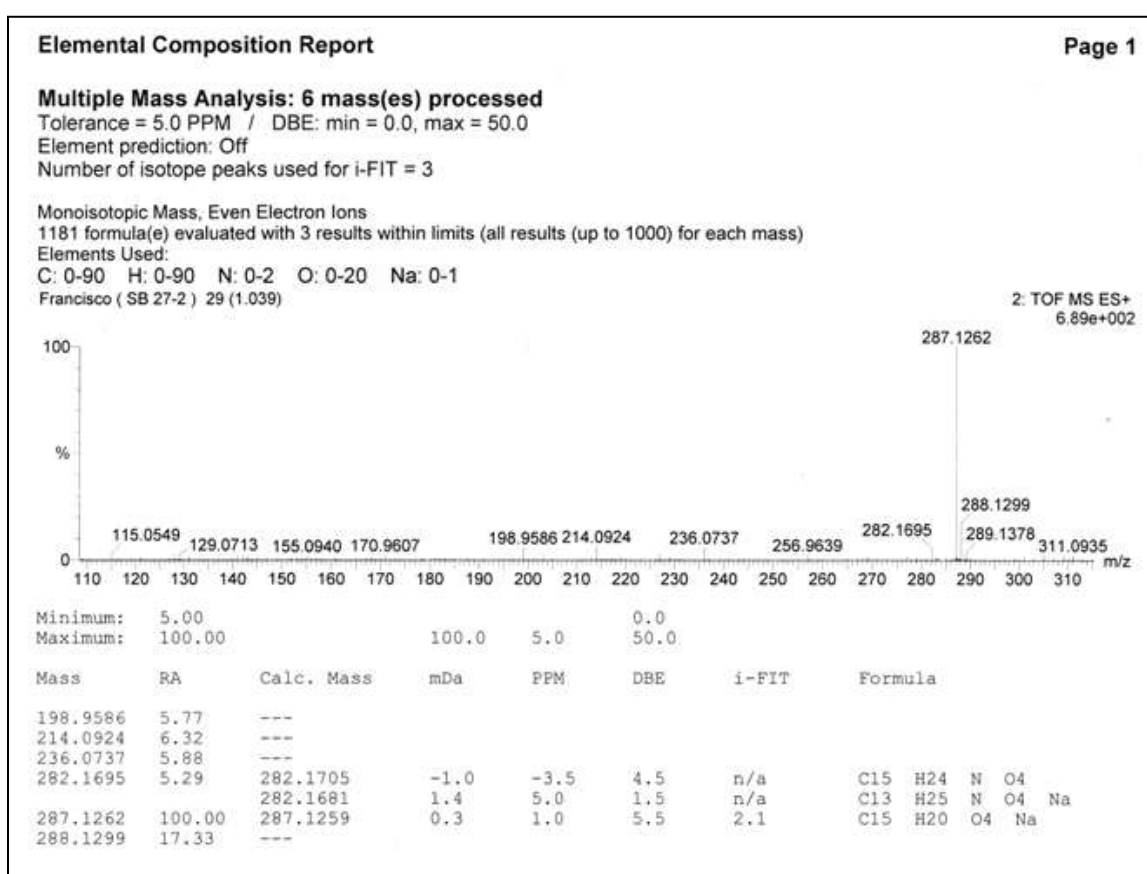 Elemental Composition Report Page 1
Multiple Mass Analysis: 6 mass(es) processed
Tolerance = 5.0 PPM / DBE: min = 0.0, max = 50.0
Element prediction: Off
Number of isotope peaks used for i-FIT = 3
Monoisotopic Mass, Even Electron Ions
1181 formula(e) evaluated with 3 results within limits (all results (up to 1000) for each mass)
Elements Used:
C: 0-90 H: 0-90 N: 0-2 O: 0-20 Na: 0-1
Francisco ( SB 27-2 ) 29 (1.039) 2: TOF MS ES+
6.89e+002
287.1262
100
%
288.1299
115.0549 129.0713 155.0940 170.9607 198.9586 214.0924 236.0737 256.9639 282.1695 289.1378 311.0935
0
m/z
110 120 130 140 150 160 170 180 190 200 210 220 230 240 250 260 270 280 290 300 310
Minimum: 5.00 0.0
Maximum: 100.00 100.0 5.0 50.0
Mass RA Calc. Mass mDa PPM DBE i-FIT Formula
198.9586 5.77 ---
214.0924 6.32 ---
236.0737 5.88 ---
282.1695 5.29 282.1705 -1.0 -3.5 4.5 n/a C15 H24 N O4
282.1681 1.4 5.0 1.5 n/a C13 H25 N O4 Na
287.1262 100.00 287.1259 0.3 1.0 5.5 2.1 C15 H20 O4 Na
288.1299 17.33 ---